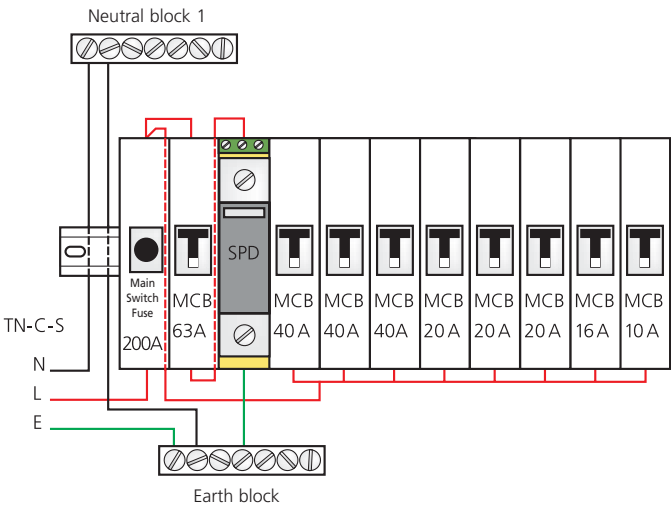 Neutral block 1
SPD
Main
Switch
Fuse
200A
MCB
63A
MCB
40 A
MCB
40 A
MCB
40A
MCB
20 A
MCB
20 A
MCB
20A
MCB
16 A
MCB
10 A
TN-C-S
N
L
E
Earth block